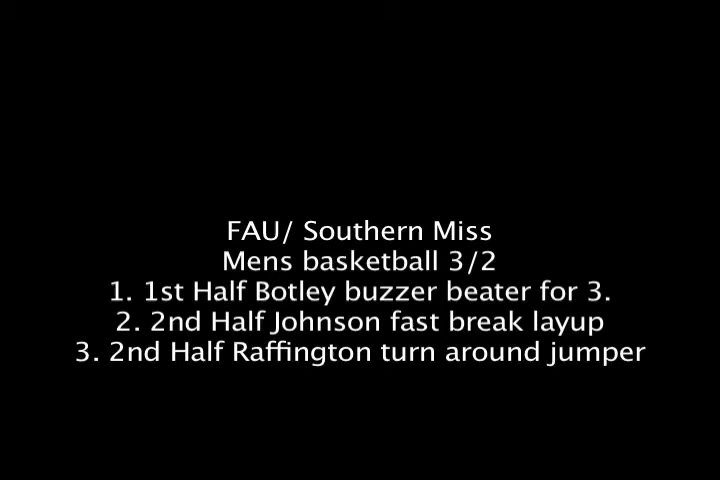 FAU/ Southern Miss
Mens basketball 3/2
1. 1st Half Botley buzzer beater for 3.
2. 2nd Half Johnson fast break layup
3. 2nd Half Raffington turn around jumper